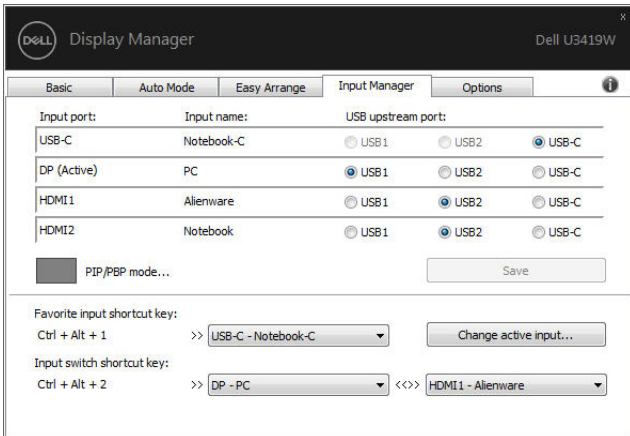 x
DELL Display Manager Dell U3419W
Basic Auto Mode Easy Arrange Input Manager Options i
Input port: Input name: USB upstream port:
USB-C Notebook-C USB1 USB2 USB-C
DP (Active) PC USB1 USB2 USB-C
HDMI1 Alienware USB1 USB2 USB-C
HDMI2 Notebook USB1 USB2 USB-C
PIP/PBP mode... Save
Favorite input shortcut key:
Ctrl + Alt + 1 >> USB-C - Notebook-C Change active input...
Input switch shortcut key:
Ctrl + Alt + 2 >> DP - PC <<>> HDMI1 - Alienware